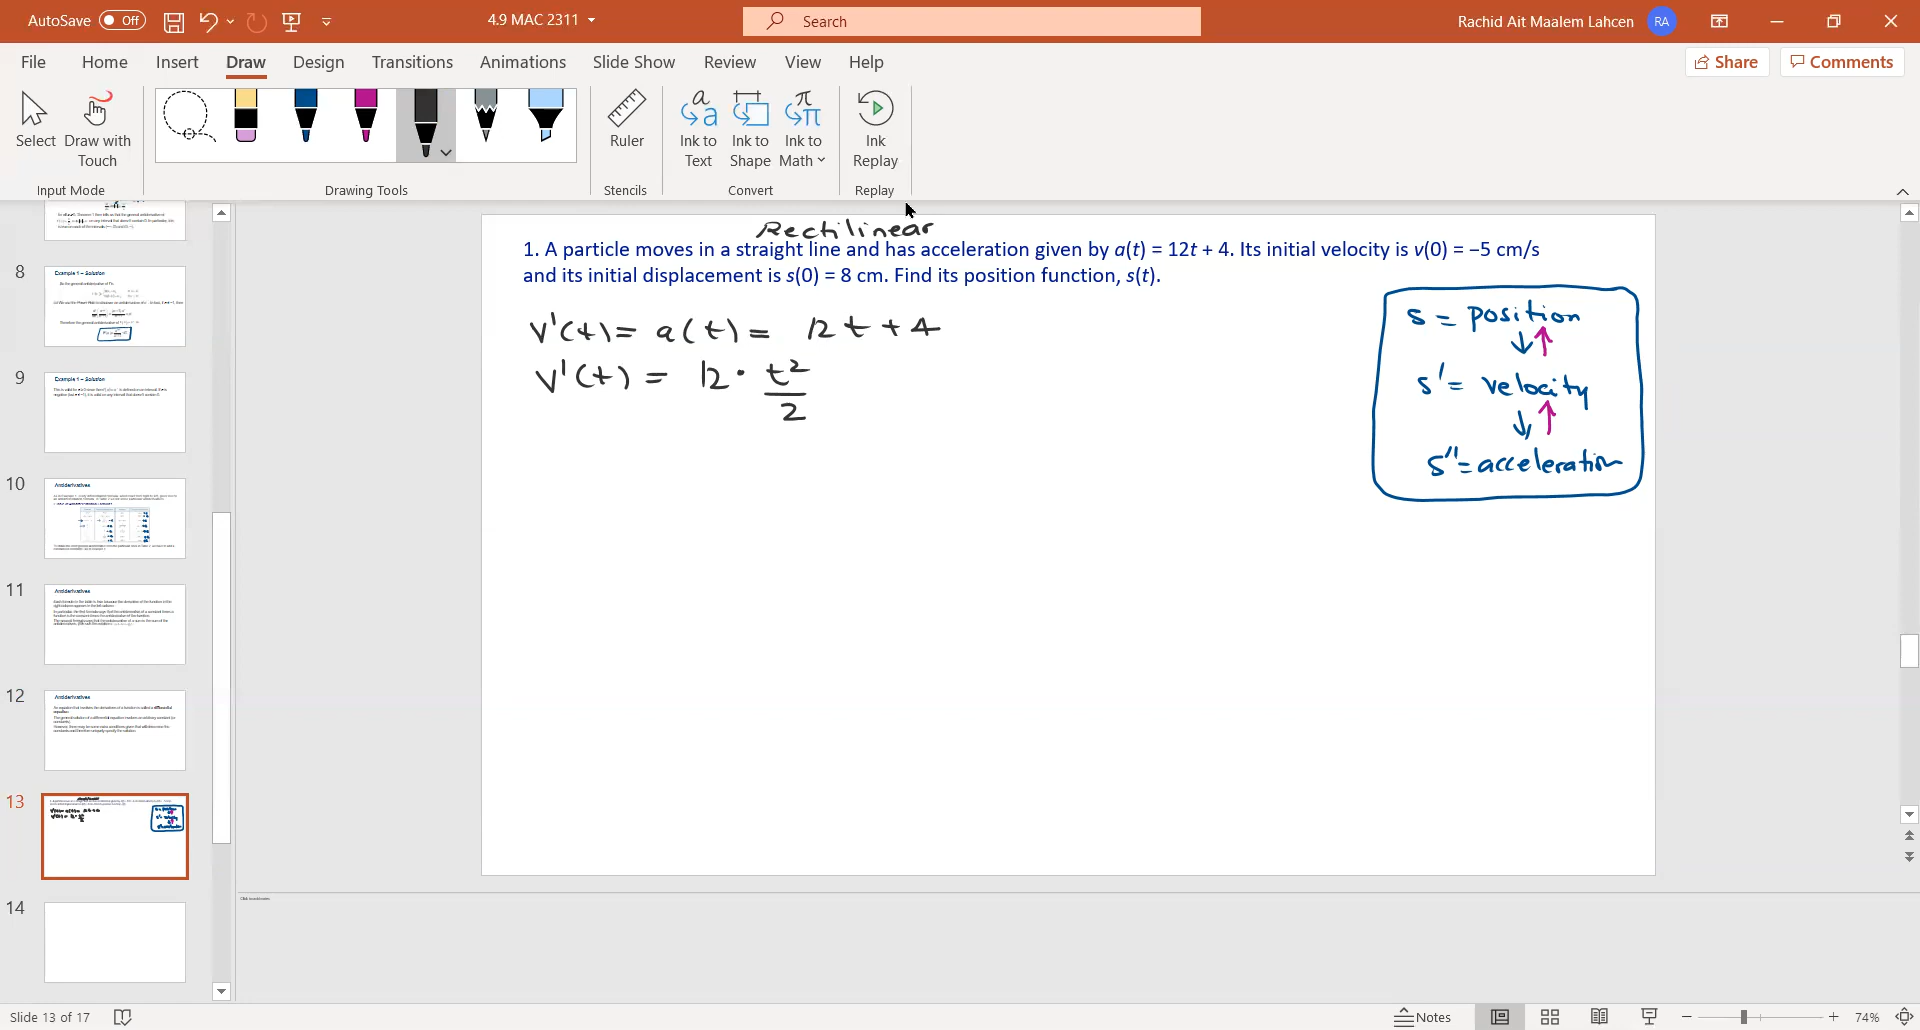 AutoSave Off 4.9 MAC 2311 Search Rachid Ait Maalem Lahcen RA
File Home Insert Draw Design Transitions Animations Slide Show Review View Help Share Comments
Select Draw with Touch Ruler Ink to Text Ink to Shape Ink to Math Ink Replay
Input Mode Drawing Tools Stencils Convert Replay
8
Example 1 – Solution
9
Example 1 – Solution
10
Antiderivatives
11
Antiderivatives
12
Antiderivatives
13
14
Rectilinear
1. A particle moves in a straight line and has acceleration given by a(t) = 12t + 4. Its initial velocity is v(0) = −5 cm/s
and its initial displacement is s(0) = 8 cm. Find its position function, s(t).
v'(t) = a(t) = 12t + 4
v'(t) = 12 · t²/2
s = position
↓↑
s' = velocity
↓↑
s'' = acceleration
Slide 13 of 17 Notes 74%